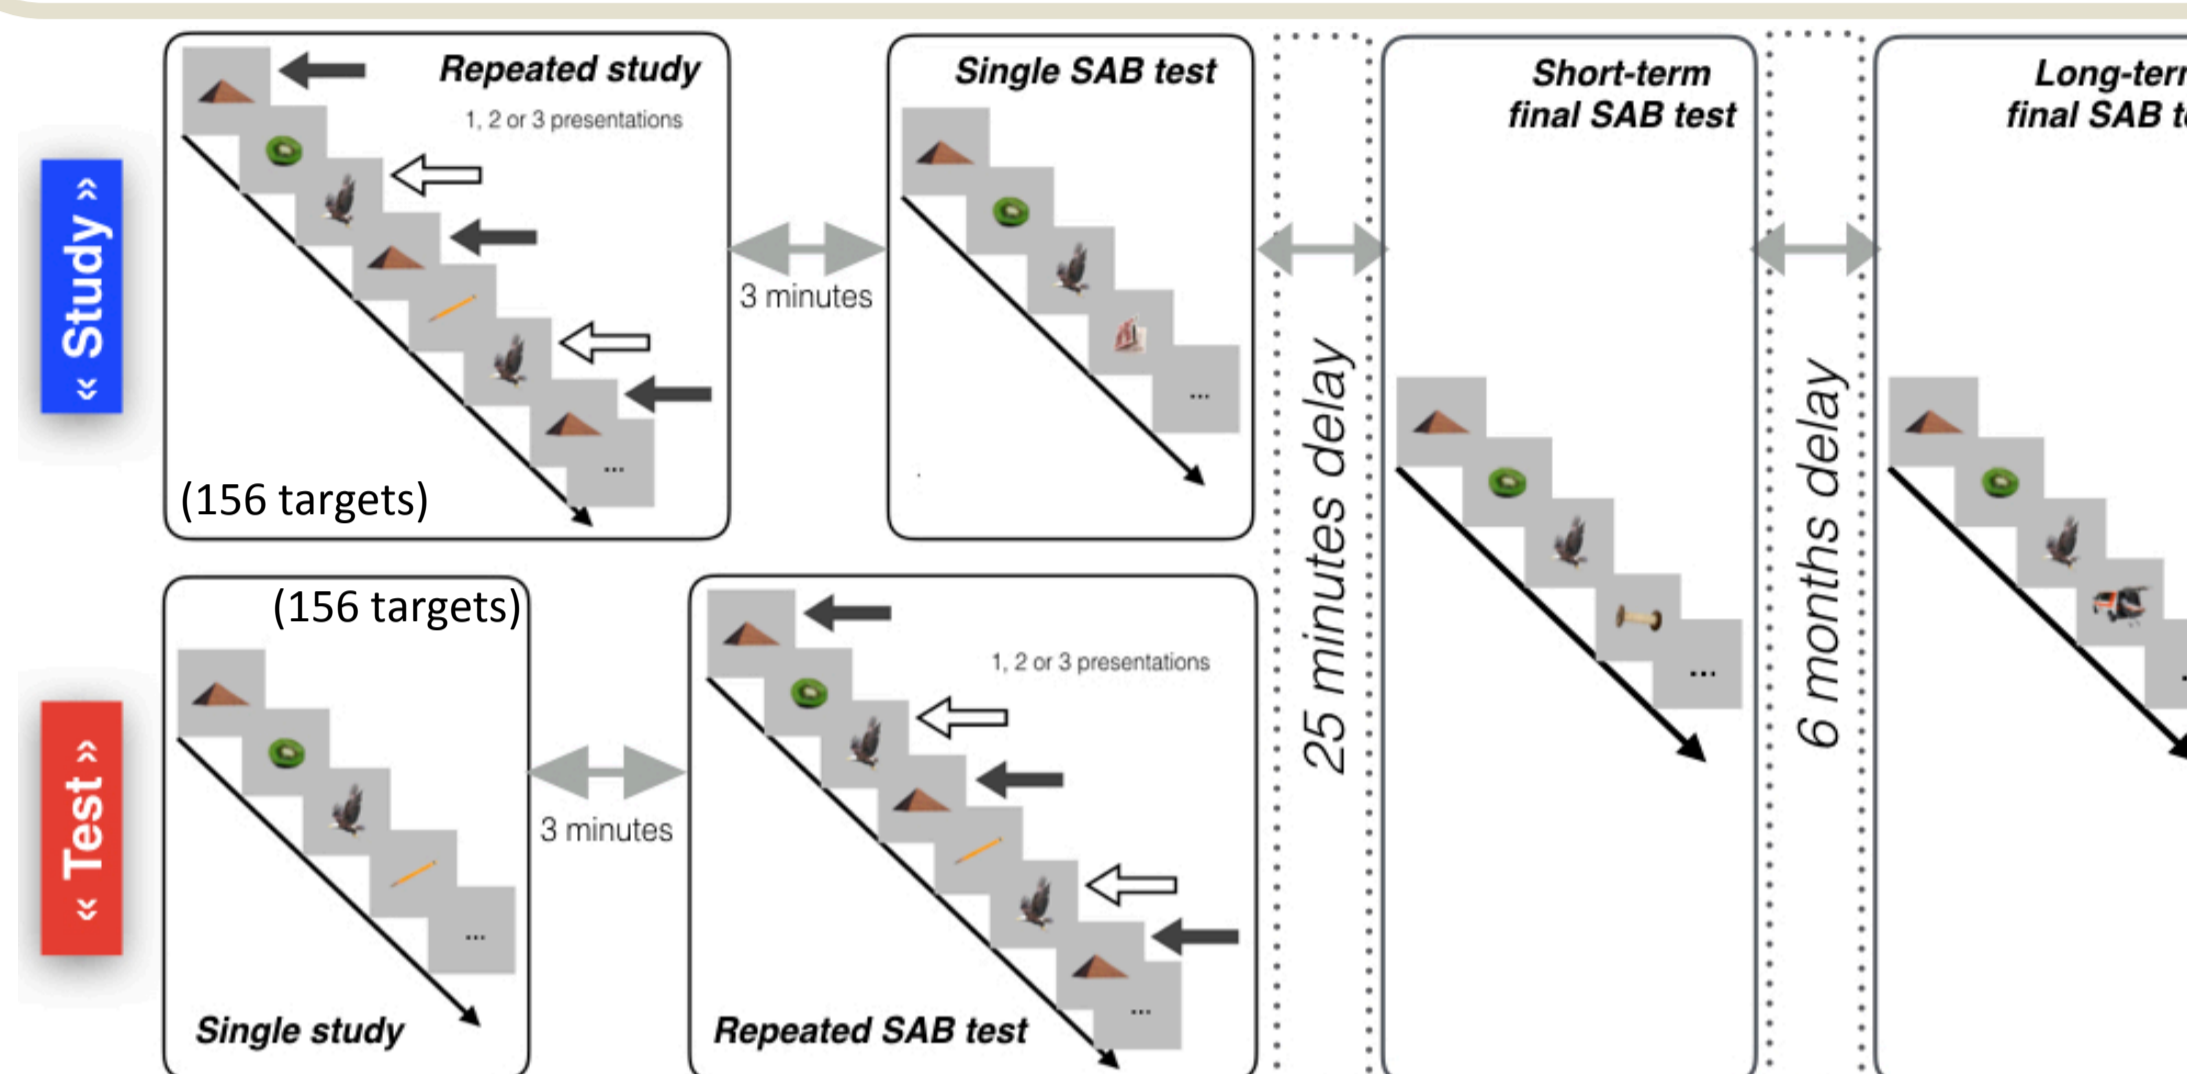 « Study »
Repeated study
1, 2 or 3 presentations
...
(156 targets)
3 minutes
Single SAB test
...
« Test »
(156 targets)
...
Single study
3 minutes
1, 2 or 3 presentations
...
Repeated SAB test
25 minutes delay
Short-term
final SAB test
...
6 months delay
final SAB